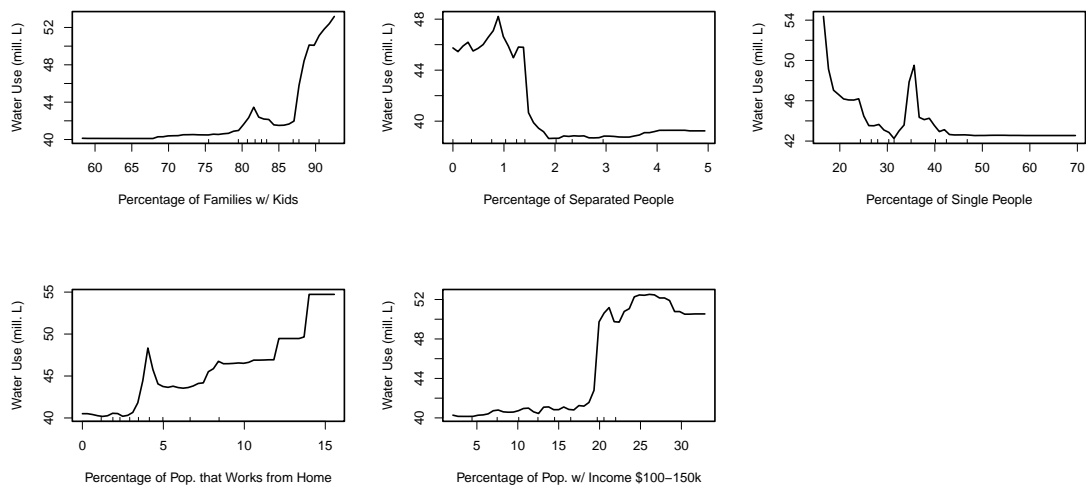 Water Use (mill. L)
40 44 48 52
60 65 70 75 80 85 90
Percentage of Families w/ Kids
Water Use (mill. L)
40 44 48
0 1 2 3 4 5
Percentage of Separated People
Water Use (mill. L)
42 46 50 54
20 30 40 50 60 70
Percentage of Single People
Water Use (mill. L)
40 45 50 55
0 5 10 15
Percentage of Pop. that Works from Home
Water Use (mill. L)
40 44 48 52
5 10 15 20 25 30
Percentage of Pop. w/ Income $100–150k